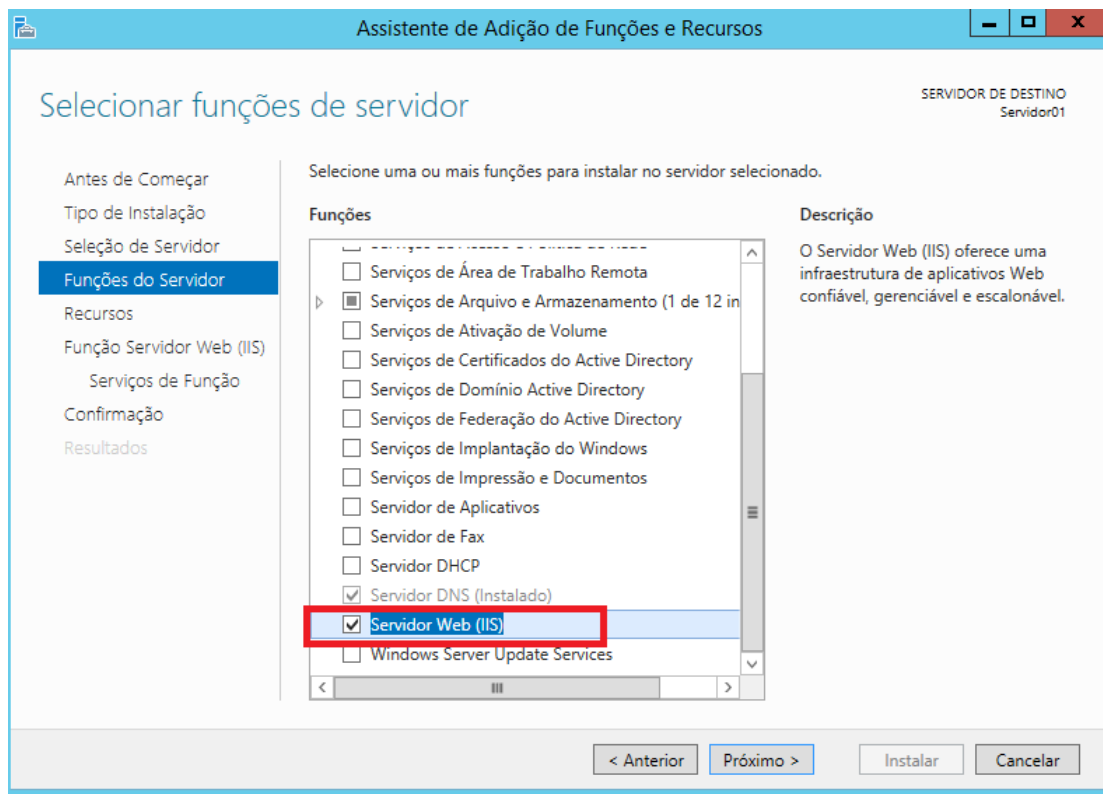 Assistente de Adição de Funções e Recursos
Selecionar funções de servidor
SERVIDOR DE DESTINO
Servidor01
Antes de Começar
Tipo de Instalação
Seleção de Servidor
Funções do Servidor
Recursos
Função Servidor Web (IIS)
Serviços de Função
Confirmação
Resultados
Selecione uma ou mais funções para instalar no servidor selecionado.
Funções
Serviços de Área de Trabalho Remota
Serviços de Arquivo e Armazenamento (1 de 12 in
Serviços de Ativação de Volume
Serviços de Certificados do Active Directory
Serviços de Domínio Active Directory
Serviços de Federação do Active Directory
Serviços de Implantação do Windows
Serviços de Impressão e Documentos
Servidor de Aplicativos
Servidor de Fax
Servidor DHCP
Servidor DNS (Instalado)
Servidor Web (IIS)
Windows Server Update Services
Descrição
O Servidor Web (IIS) oferece uma
infraestrutura de aplicativos Web
confiável, gerenciável e escalonável.
< Anterior
Próximo >
Instalar
Cancelar